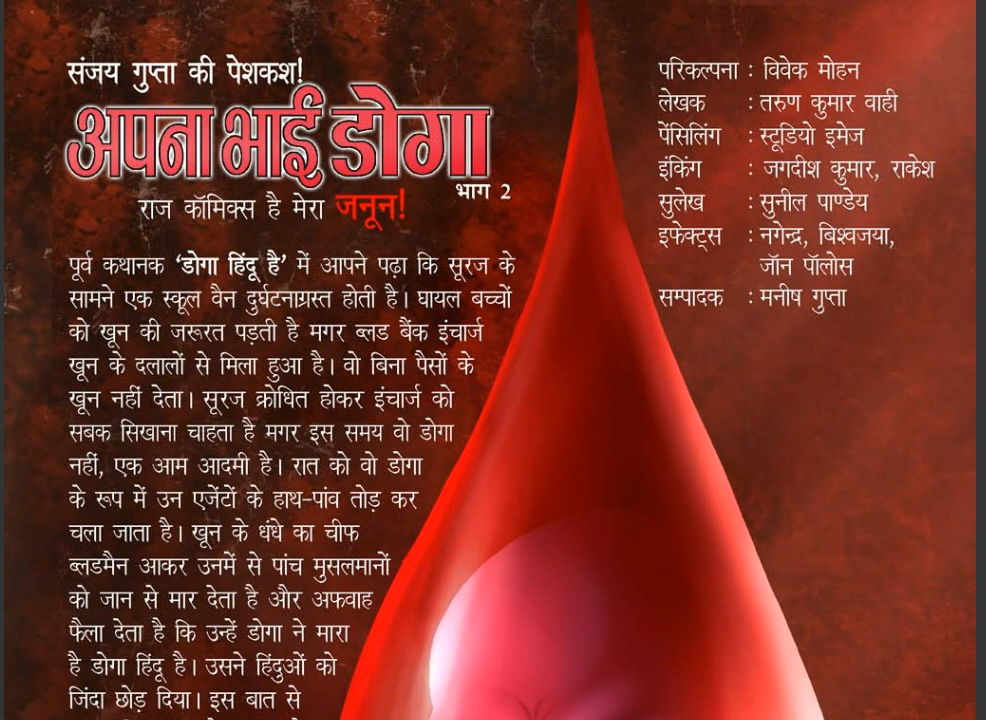 संजय गुप्ता की पेशकश!
अपना भाई डोगा
भाग 2
राज कॉमिक्स है मेरा जनून!
पूर्व कथानक ‘डोगा हिंदू है’ में आपने पढ़ा कि सूरज के
सामने एक स्कूल वैन दुर्घटनाग्रस्त होती है। घायल बच्चों
को खून की जरूरत पड़ती है मगर ब्लड बैंक इंचार्ज
खून के दलालों से मिला हुआ है। वो बिना पैसों के
खून नहीं देता। सूरज क्रोधित होकर इंचार्ज को
सबक सिखाना चाहता है मगर इस समय वो डोगा
नहीं, एक आम आदमी है। रात को वो डोगा
के रूप में उन एजेंटों के हाथ-पांव तोड़ कर
चला जाता है। खून के धंधे का चीफ
ब्लडमैन आकर उनमें से पांच मुसलमानों
को जान से मार देता है और अफवाह
फैला देता है कि उन्हें डोगा ने मारा
है डोगा हिंदू है। उसने हिंदुओं को
जिंदा छोड़ दिया। इस बात से
परिकल्पना : विवेक मोहन
लेखक : तरुण कुमार वाही
पेंसिलिंग : स्टूडियो इमेज
इंकिंग : जगदीश कुमार, राकेश
सुलेख : सुनील पाण्डेय
इफेक्ट्स : नगेन्द्र, बिश्वजया,
जॉन पॉलोस
सम्पादक : मनीष गुप्ता